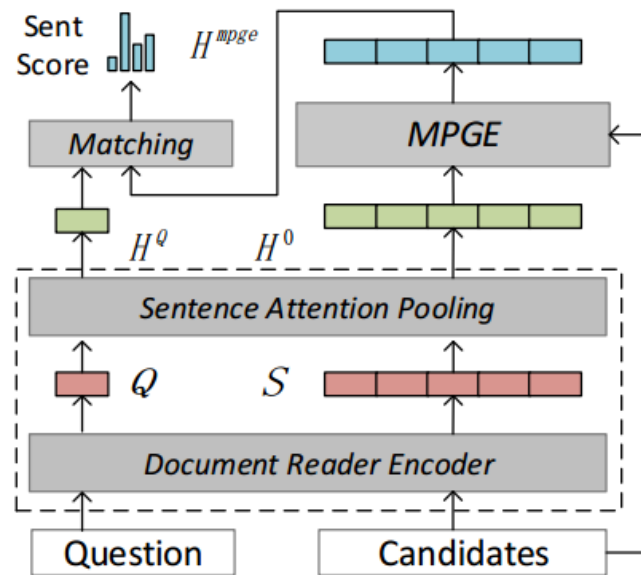 Sent
Score
H^{mpge}
Matching
MPGE
H^Q
H^0
Sentence Attention Pooling
Q
S
Document Reader Encoder
Question
Candidates